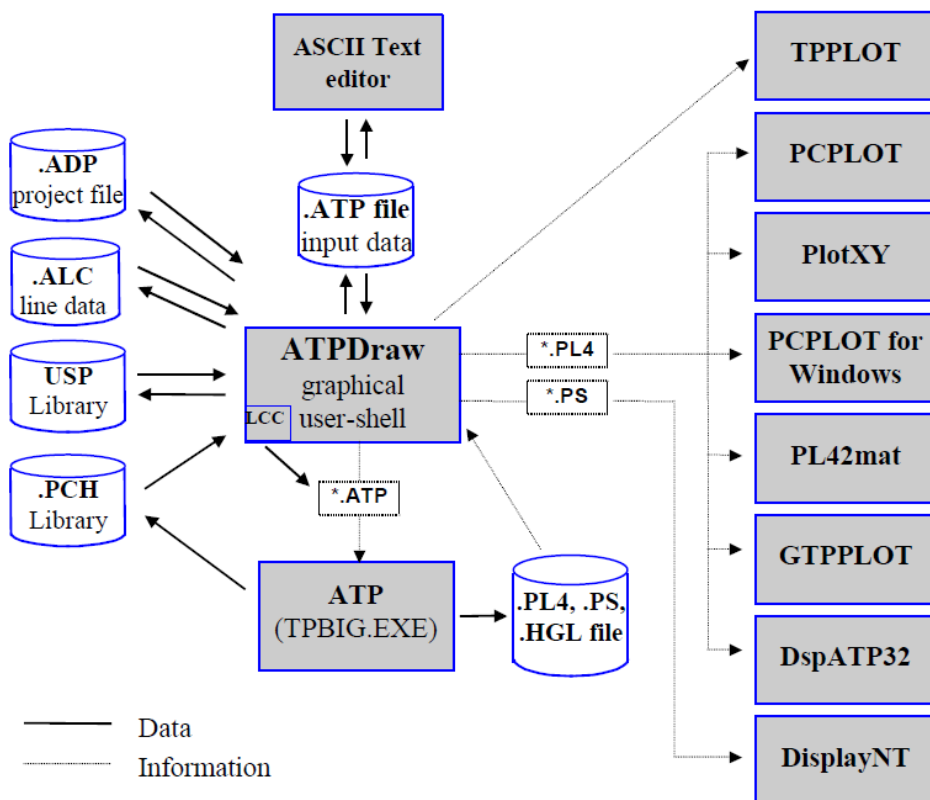 ASCII Text
editor
TPPLOT
PCPLOT
PlotXY
PCPLOT for
Windows
PL42mat
GTPPLOT
DspATP32
DisplayNT
.ADP
project file
.ALC
line data
USP
Library
.PCH
Library
.ATP file
input data
ATPDraw
graphical
user-shell
LCC
*.PL4
*.PS
*.ATP
ATP
(TPBIG.EXE)
.PL4, .PS,
.HGL file
Data
Information